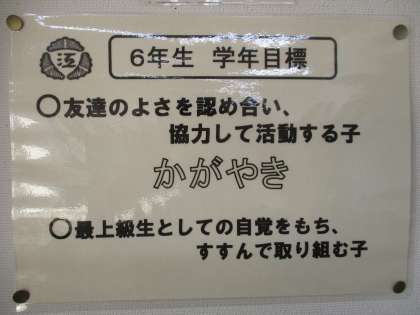 江
6年生 学年目標
○友達のよさを認め合い、
協力して活動する子
かがやき
○最上級生としての自覚をもち、
すすんで取り組む子